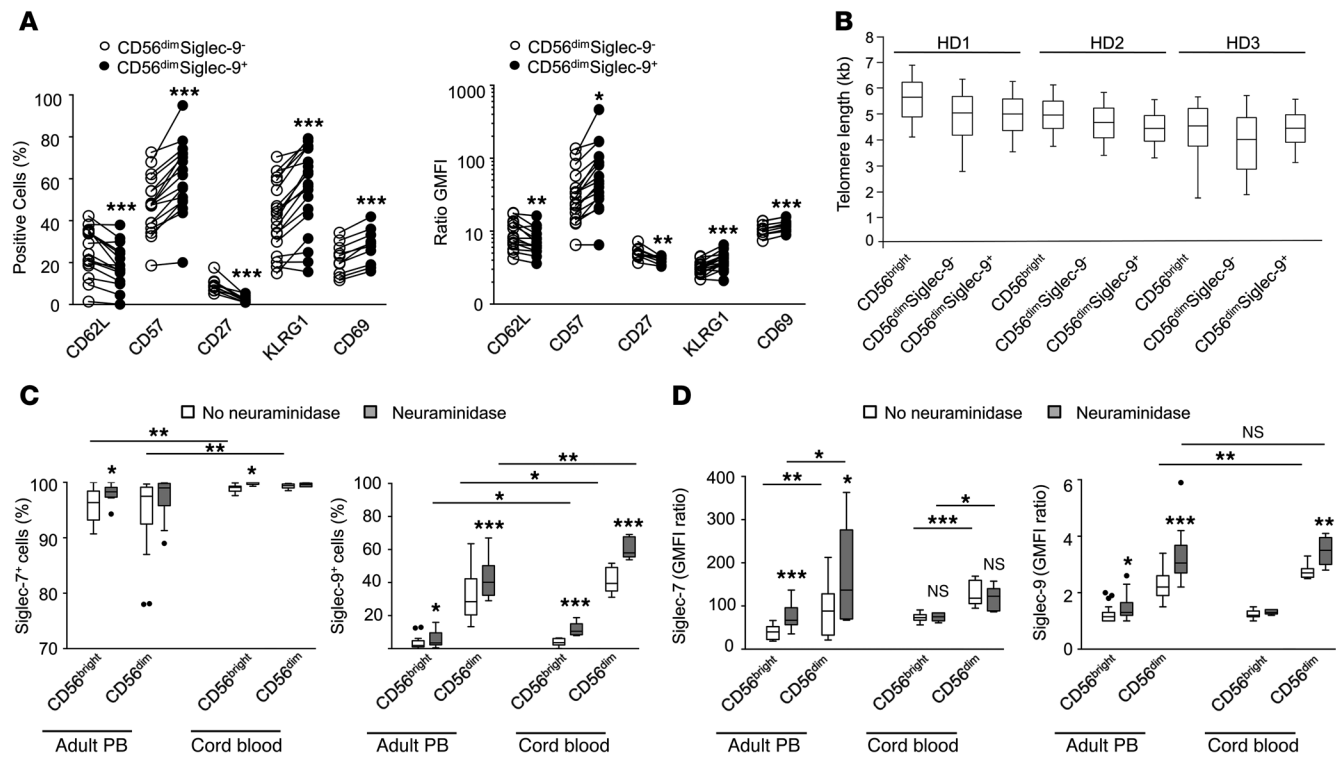 A
CD56dimSiglec-9-
CD56dimSiglec-9+
Positive Cells (%)
100
80
60
40
20
0
***
***
***
***
***
CD62L
CD57
CD27
KLRG1
CD69
CD56dimSiglec-9-
CD56dimSiglec-9+
Ratio GMFI
1000
100
10
0
**
*
**
***
***
CD62L
CD57
CD27
KLRG1
CD69
B
Telomere length (kb)
8
7
6
5
4
3
2
1
0
HD1
HD2
HD3
CD56bright
CD56dimSiglec-9-
CD56dimSiglec-9+
CD56bright
CD56dimSiglec-9-
CD56dimSiglec-9+
CD56bright
CD56dimSiglec-9-
CD56dimSiglec-9+
C
No neuraminidase
Neuraminidase
Siglec-7+ cells (%)
100
90
80
70
**
**
*
*
CD56bright
CD56dim
CD56bright
CD56dim
Adult PB
Cord blood
Siglec-9+ cells (%)
100
80
60
40
20
**
*
*
*
***
***
***
CD56bright
CD56dim
CD56bright
CD56dim
Adult PB
Cord blood
D
No neuraminidase
Neuraminidase
Siglec-7 (GMFI ratio)
400
300
200
100
0
*
**
*
***
*
***
NS
NS
CD56bright
CD56dim
CD56bright
CD56dim
Adult PB
Cord blood
Siglec-9 (GMFI ratio)
6
4
2
0
NS
**
*
***
**
CD56bright
CD56dim
CD56bright
CD56dim
Adult PB
Cord blood